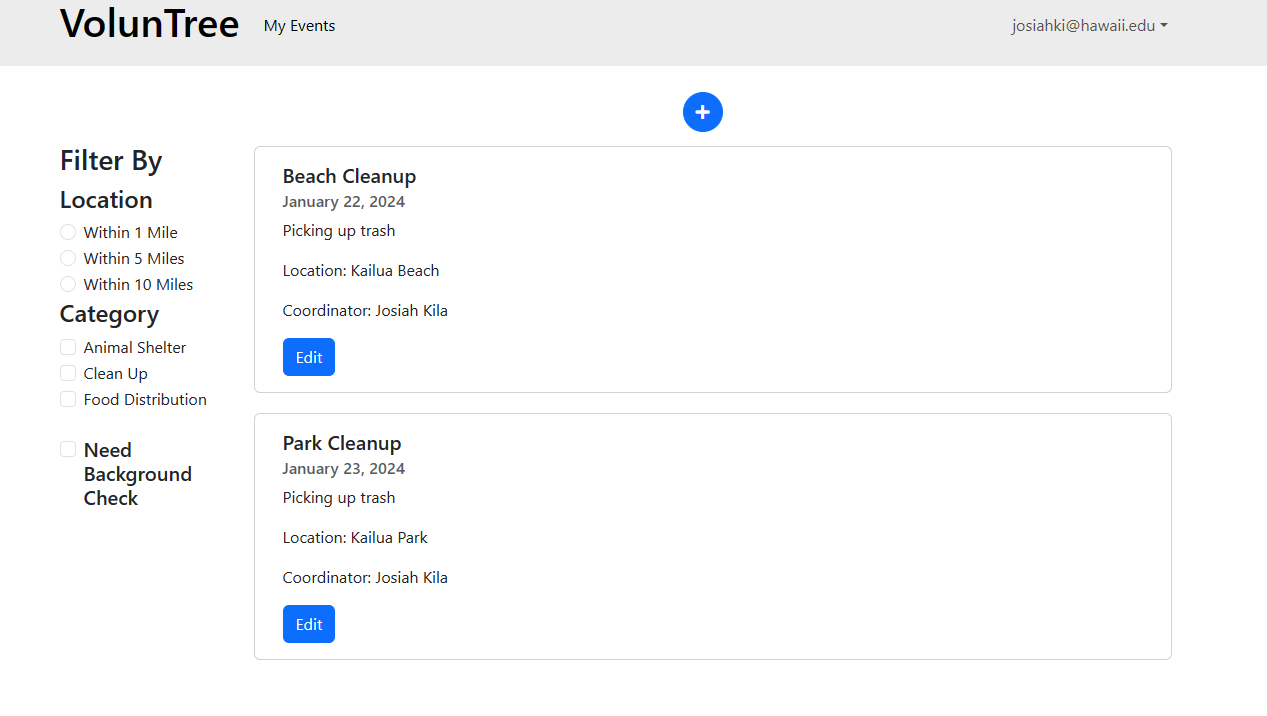 VolunTree My Events josiahki@hawaii.edu
+
Filter By
Location
Within 1 Mile
Within 5 Miles
Within 10 Miles
Category
Animal Shelter
Clean Up
Food Distribution
Need
Background
Check
Beach Cleanup
January 22, 2024
Picking up trash
Location: Kailua Beach
Coordinator: Josiah Kila
Edit
Park Cleanup
January 23, 2024
Picking up trash
Location: Kailua Park
Coordinator: Josiah Kila
Edit